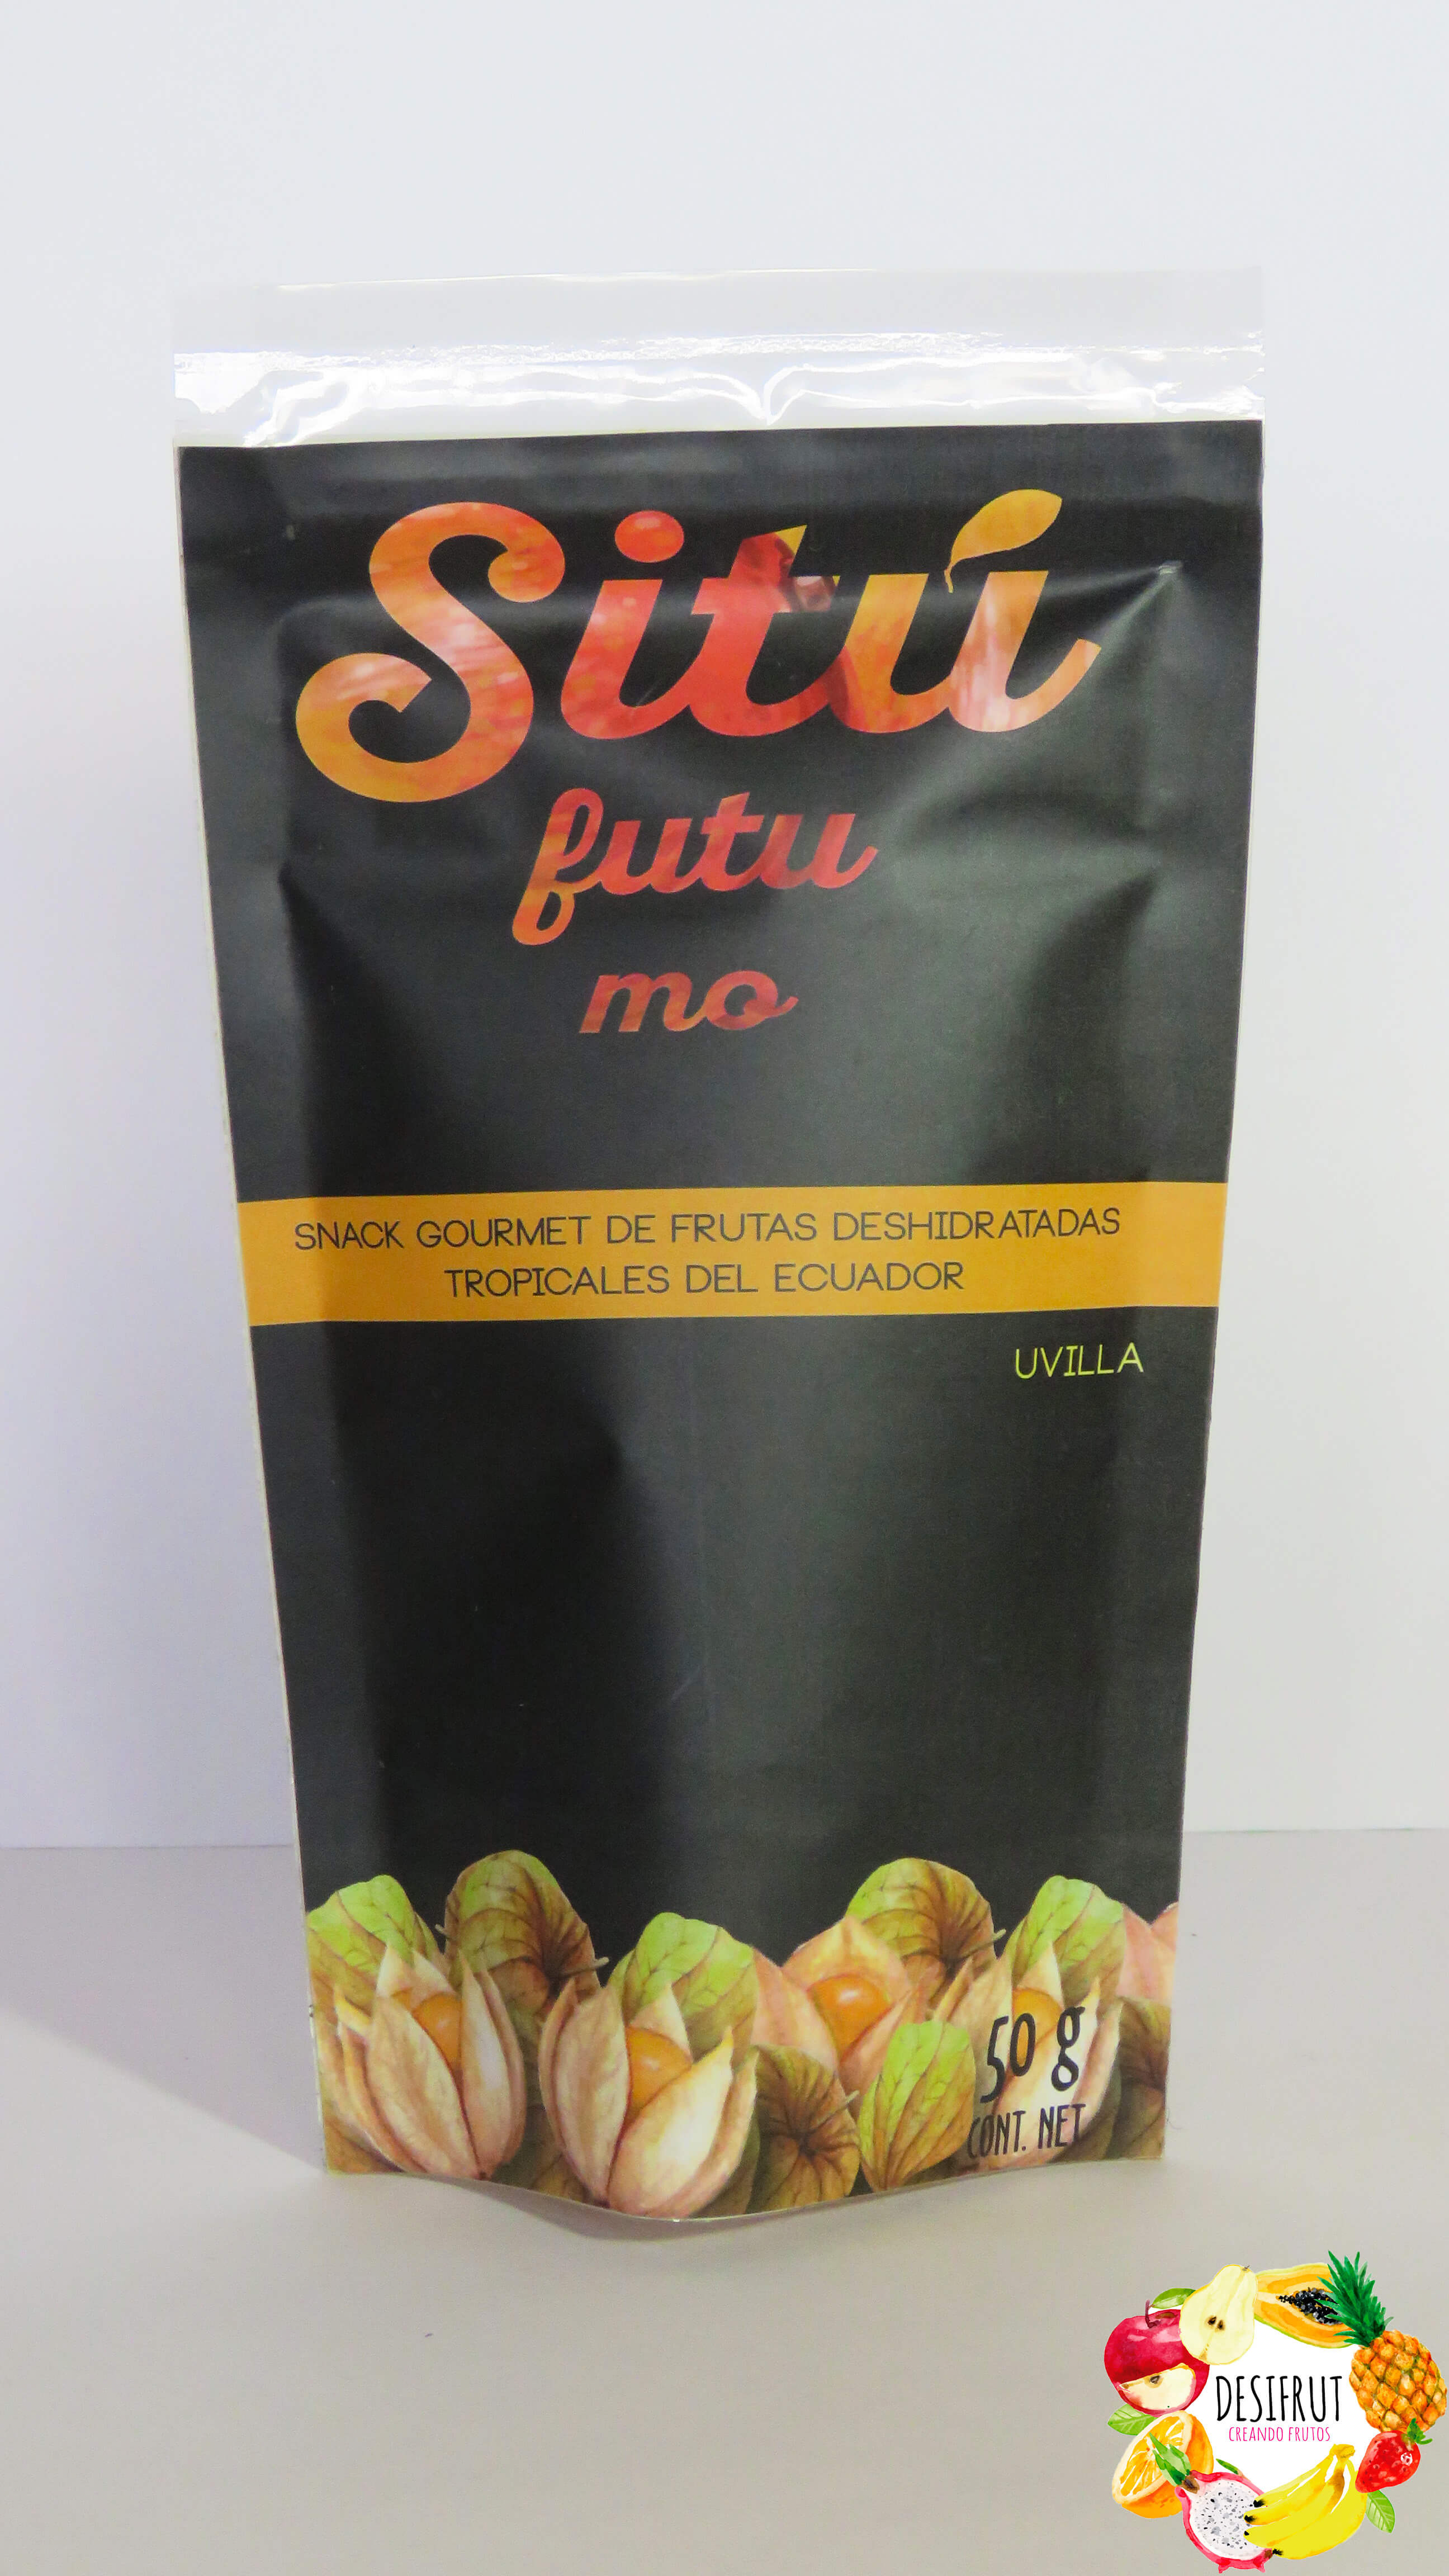 Sitú
futu
mo
SNACK GOURMET DE FRUTAS DESHIDRATADAS
TROPICALES DEL ECUADOR
UVILLA
50 g
CONT. NET
DESIFRUT
CREANDO FRUTOS